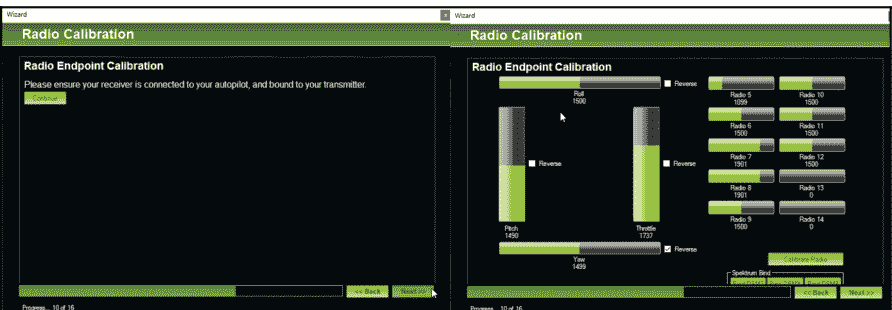 Wizard
Radio Calibration
Radio Endpoint Calibration
Please ensure your receiver is connected to your autopilot, and bound to your transmitter.
Continue
<< Back
Next >>
Progress... 10 of 16
Wizard
Radio Calibration
Radio Endpoint Calibration
Roll
1500
Reverse
Pitch
1490
Reverse
Throttle
1737
Reverse
Yaw
1499
Reverse
Radio 5
1099
Radio 10
1500
Radio 6
1500
Radio 11
1500
Radio 7
1901
Radio 12
1500
Radio 8
1901
Radio 13
0
Radio 9
1500
Radio 14
0
Calibrate Radio
Spektrum Bind
<< Back
Next >>
Progress... 10 of 16